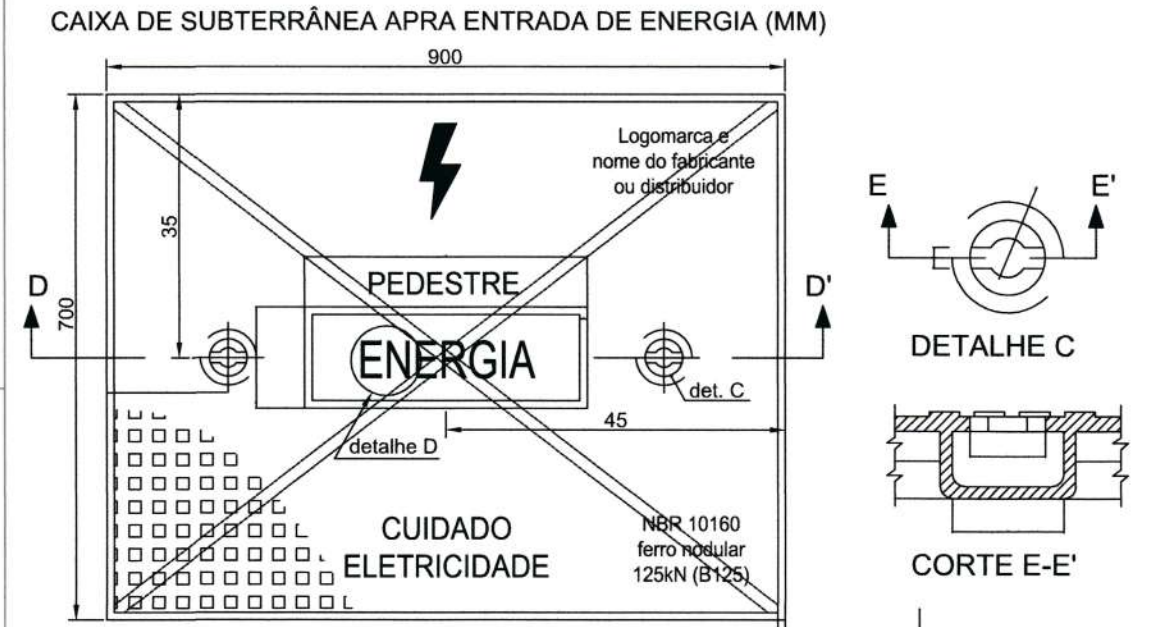 CAIXA DE SUBTERRÂNEA APRA ENTRADA DE ENERGIA (MM)
900
Logomarca e
nome do fabricante
ou distribuidor
35
700
PEDESTRE
D
D'
ENERGIA
det. C
45
detalhe D
CUIDADO
ELETRICIDADE
NBR 10160
ferro nodular
125kN (B125)
E
E'
DETALHE C
CORTE E-E'